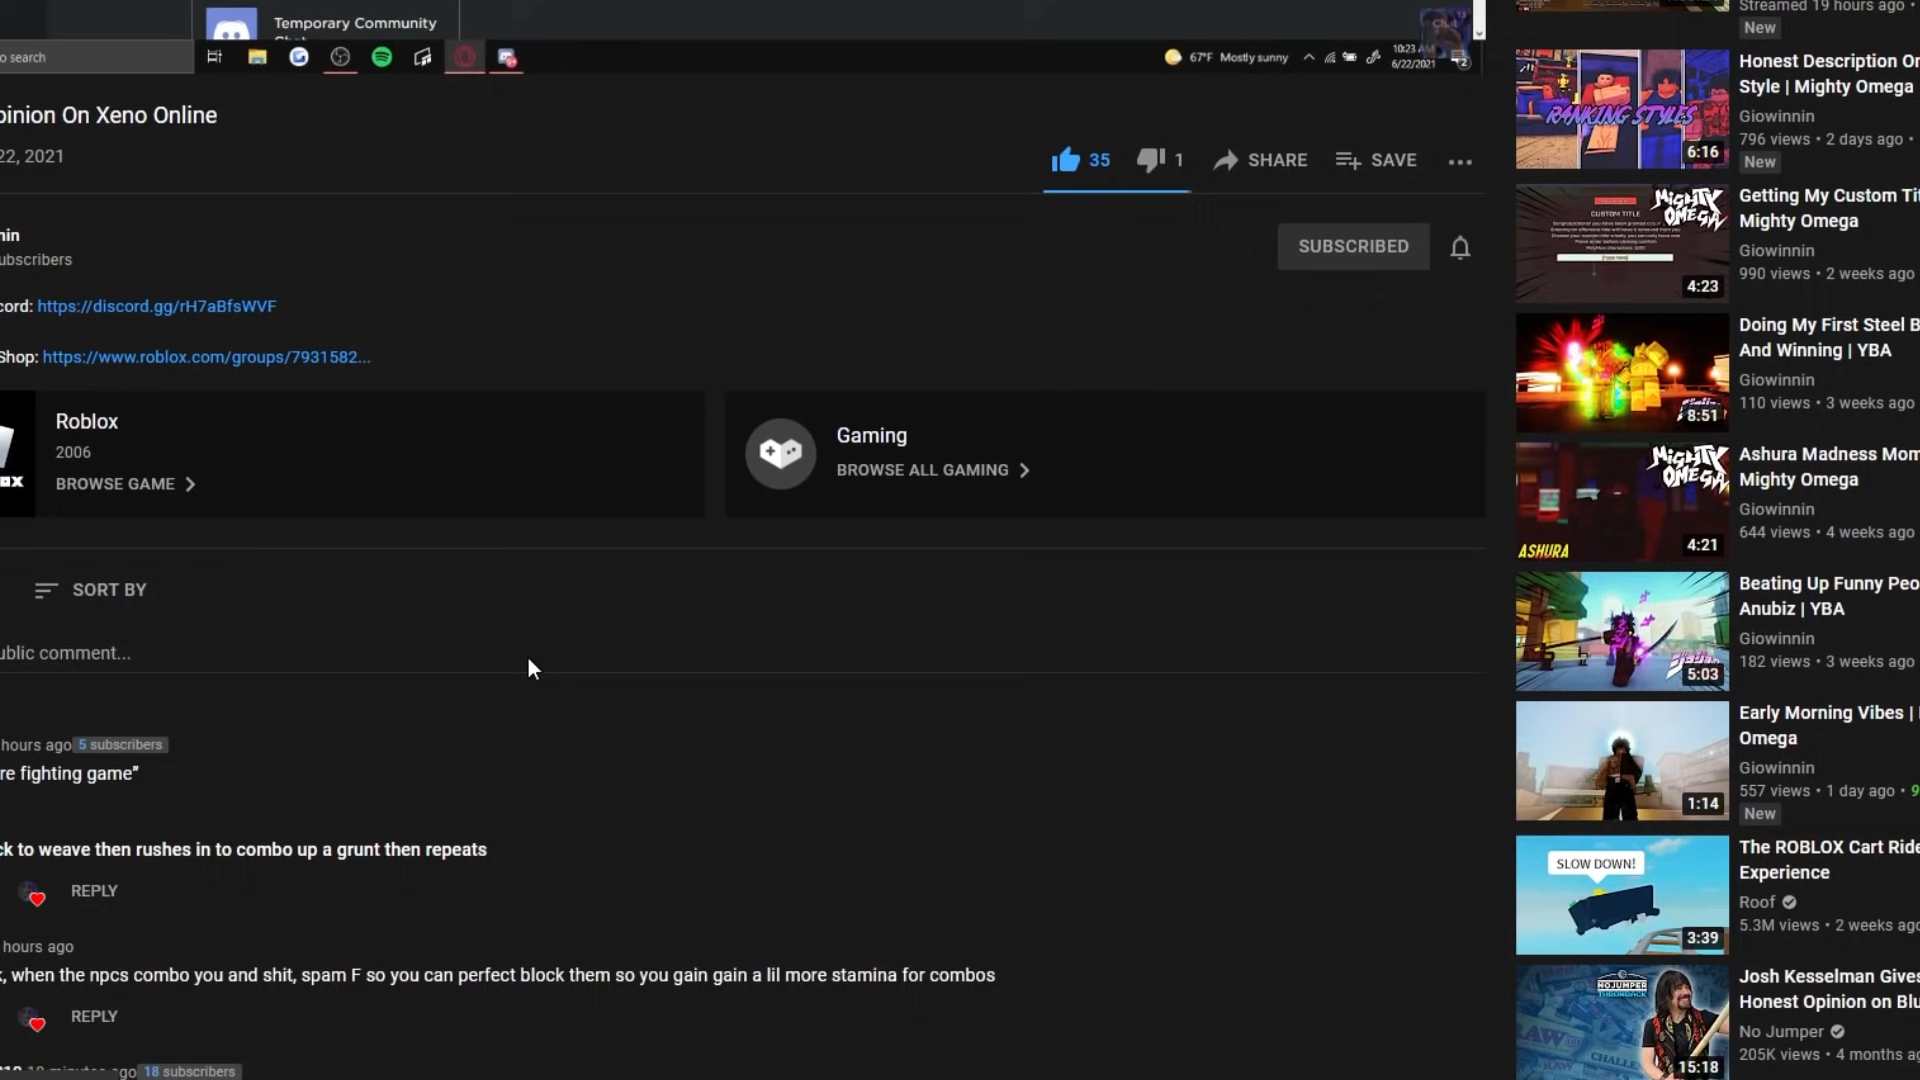 Temporary Community
o search
67°F Mostly sunny
10:23 AM
6/22/2021
2
pinion On Xeno Online
22, 2021
35
1
SHARE
SAVE
nin
ubscribers
SUBSCRIBED
cord: https://discord.gg/rH7aBfsWVF
Shop: https://www.roblox.com/groups/7931582...
Roblox
2006
BROWSE GAME
Gaming
BROWSE ALL GAMING
SORT BY
ublic comment...
hours ago 5 subscribers
re fighting game”
ck to weave then rushes in to combo up a grunt then repeats
REPLY
hours ago
, when the npcs combo you and shit, spam F so you can perfect block them so you gain gain a lil more stamina for combos
REPLY
18 subscribers
Streamed 19 hours ago •
New
RANKING STYLES
6:16
Honest Description On
Style | Mighty Omega
Giowinnin
796 views • 2 days ago •
New
MIGHTY
OMEGA
CUSTOM TITLE
4:23
Getting My Custom Tit
Mighty Omega
Giowinnin
990 views • 2 weeks ago
8:51
Doing My First Steel B
And Winning | YBA
Giowinnin
110 views • 3 weeks ago
MIGHTY
OMEGA
ASHURA
4:21
Ashura Madness Mom
Mighty Omega
Giowinnin
644 views • 4 weeks ago
5:03
Beating Up Funny Peo
Anubiz | YBA
Giowinnin
182 views • 3 weeks ago
1:14
Early Morning Vibes |
Omega
Giowinnin
557 views • 1 day ago • 9
New
SLOW DOWN!
3:39
The ROBLOX Cart Ride
Experience
Roof
5.3M views • 2 weeks ago
NOJUMPER
THROWBACK
RAW
CHALLE
15:18
Josh Kesselman Gives
Honest Opinion on Blu
No Jumper
205K views • 4 months ag